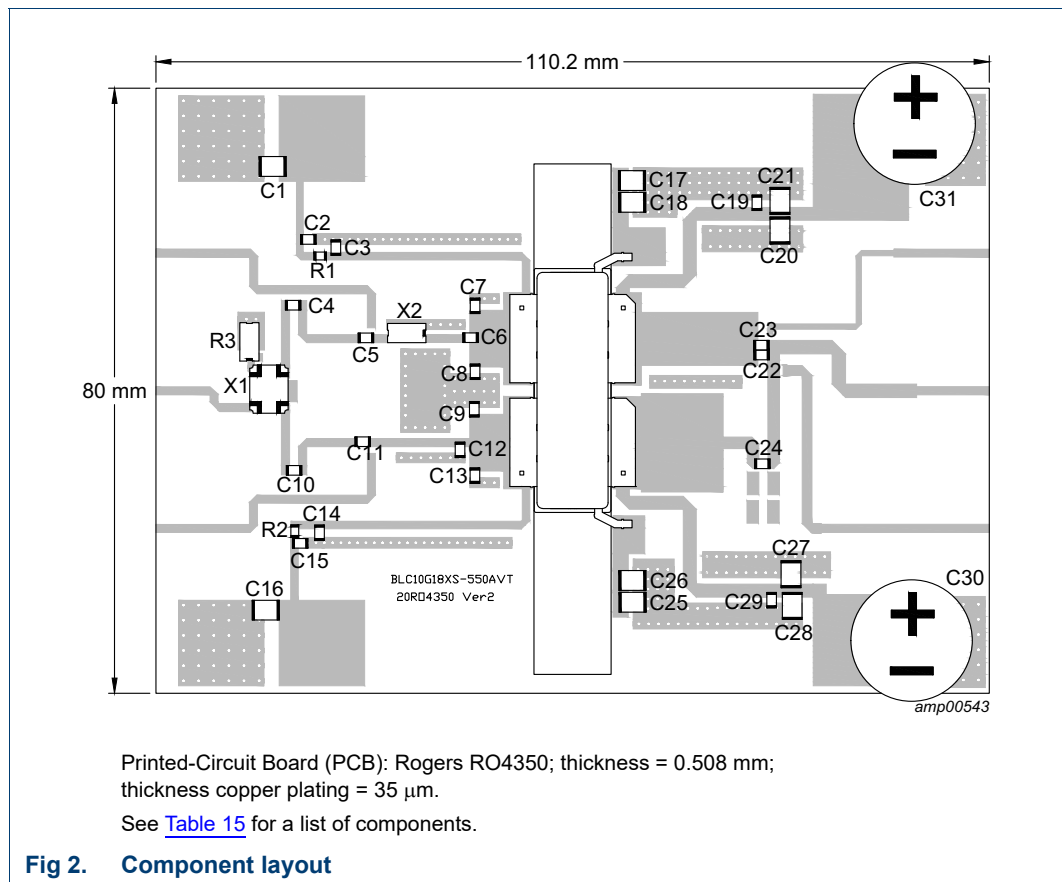 110.2 mm
80 mm
C1
C2
C3
R1
C4
R3
X1
C5
X2
C7
C6
C8
C9
C10
C11
C12
C13
R2
C14
C15
C16
C17
C18
C19
C21
C20
C31
C23
C22
C24
C27
C26
C25
C29
C28
C30
BLC10G18XS-550AVT
20RO4350 Ver2
amp00543
Printed-Circuit Board (PCB): Rogers RO4350; thickness = 0.508 mm;
thickness copper plating = 35 μm.
See Table 15 for a list of components.
Fig 2. Component layout